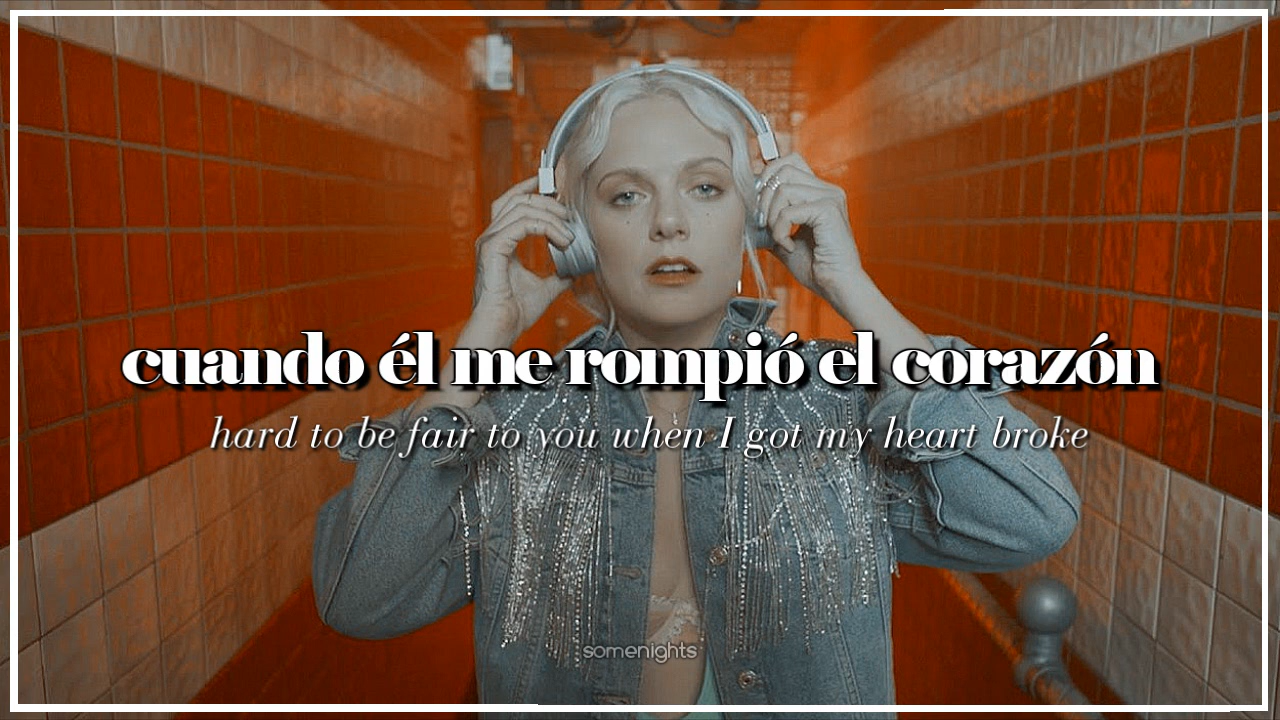 cuando él me rompió el corazón
hard to be fair to you when I got my heart broke
somenights